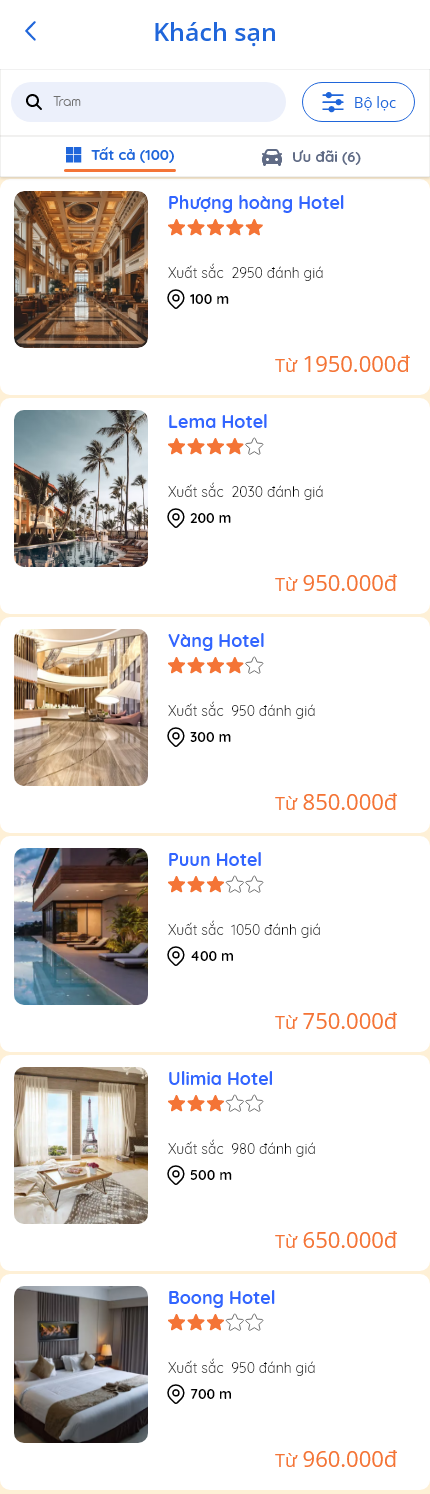 Khách sạn
Tram
Bộ lọc
Tất cả (100)
Ưu đãi (6)
Phượng hoàng Hotel
Xuất sắc 2950 đánh giá
100 m
Từ 1950.000đ
Lema Hotel
Xuất sắc 2030 đánh giá
200 m
Từ 950.000đ
Vàng Hotel
Xuất sắc 950 đánh giá
300 m
Từ 850.000đ
Puun Hotel
Xuất sắc 1050 đánh giá
400 m
Từ 750.000đ
Ulimia Hotel
Xuất sắc 980 đánh giá
500 m
Từ 650.000đ
Boong Hotel
Xuất sắc 950 đánh giá
700 m
Từ 960.000đ